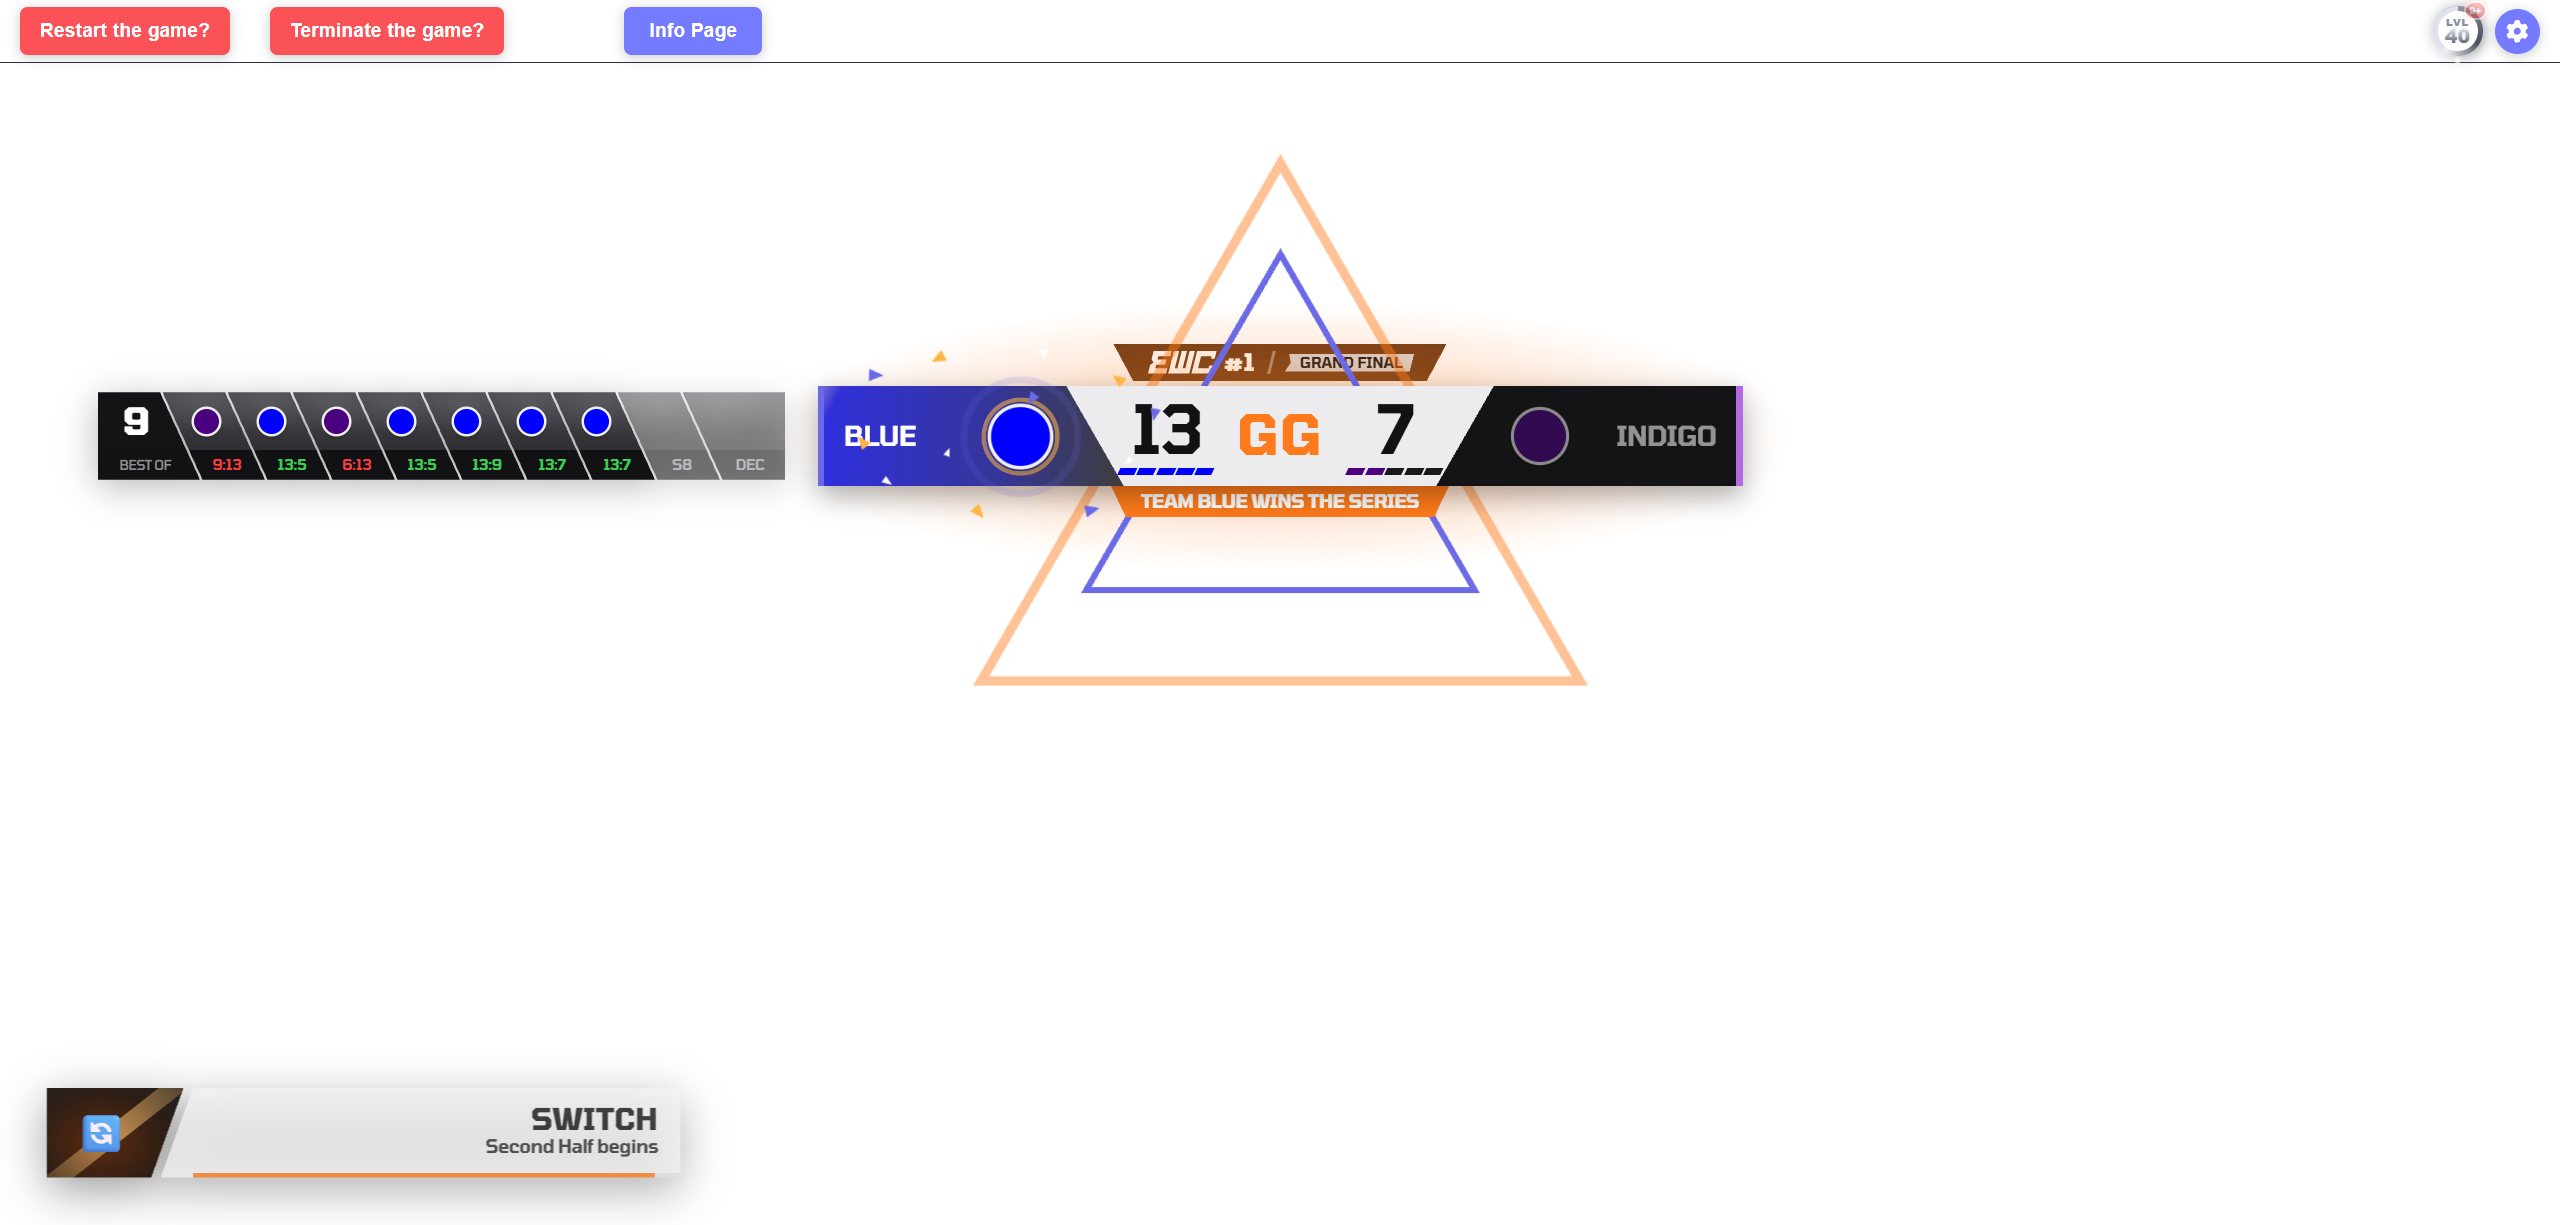 Restart the game?
Terminate the game?
Info Page
LVL
40
9+
EWC #1 / GRAND FINAL
9
BEST OF
9:13
13:5
6:13
13:5
13:9
13:7
13:7
S8
DEC
BLUE
13
GG
7
INDIGO
TEAM BLUE WINS THE SERIES
SWITCH
Second Half begins